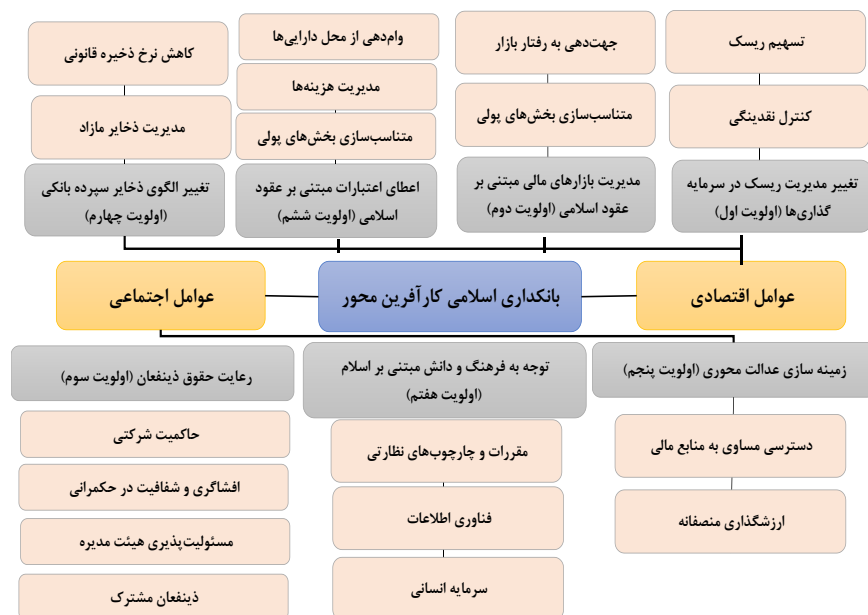 تسهیم ریسک
کنترل نقدینگی
تغییر مدیریت ریسک در سرمایه
گذاری‌ها (اولویت اول)
جهت‌دهی به رفتار بازار
متناسب‌سازی بخش‌های پولی
مدیریت بازارهای مالی مبتنی بر
عقود اسلامی (اولویت دوم)
وام‌دهی از محل دارایی‌ها
مدیریت هزینه‌ها
متناسب‌سازی بخش‌های پولی
اعطای اعتبارات مبتنی بر عقود
اسلامی (اولویت ششم)
کاهش نرخ ذخیره قانونی
مدیریت ذخایر مازاد
تغییر الگوی ذخایر سپرده بانکی
(اولویت چهارم)
عوامل اقتصادی
بانکداری اسلامی کارآفرین محور
عوامل اجتماعی
زمینه سازی عدالت محوری (اولویت پنجم)
دسترسی مساوی به منابع مالی
ارزشگذاری منصفانه
توجه به فرهنگ و دانش مبتنی بر اسلام
(اولویت هفتم)
مقررات و چارچوب‌های نظارتی
فناوری اطلاعات
سرمایه انسانی
رعایت حقوق ذینفعان (اولویت سوم)
حاکمیت شرکتی
افشاگری و شفافیت در حکمرانی
مسئولیت‌پذیری هیئت مدیره
ذینفعان مشترک